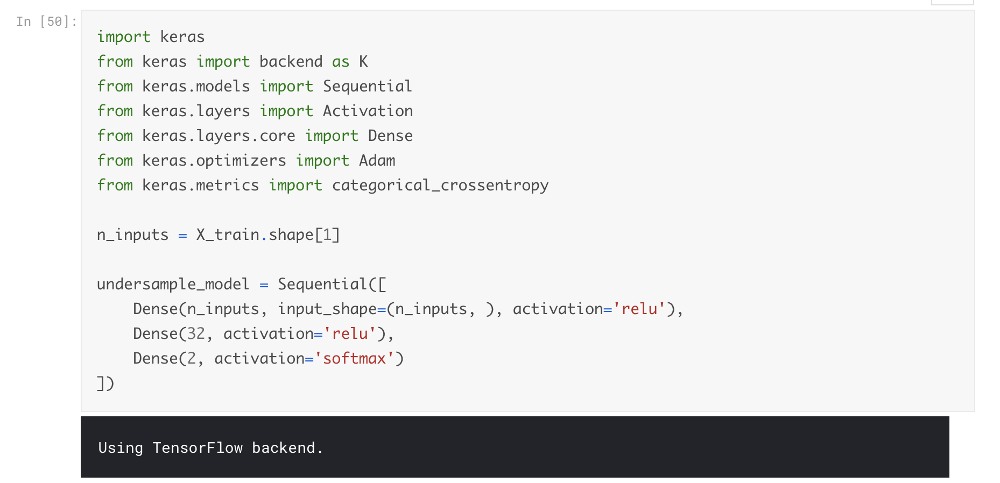 In [50]:
import keras
from keras import backend as K
from keras.models import Sequential
from keras.layers import Activation
from keras.layers.core import Dense
from keras.optimizers import Adam
from keras.metrics import categorical_crossentropy

n_inputs = X_train.shape[1]

undersample_model = Sequential([
    Dense(n_inputs, input_shape=(n_inputs, ), activation='relu'),
    Dense(32, activation='relu'),
    Dense(2, activation='softmax')
])
Using TensorFlow backend.